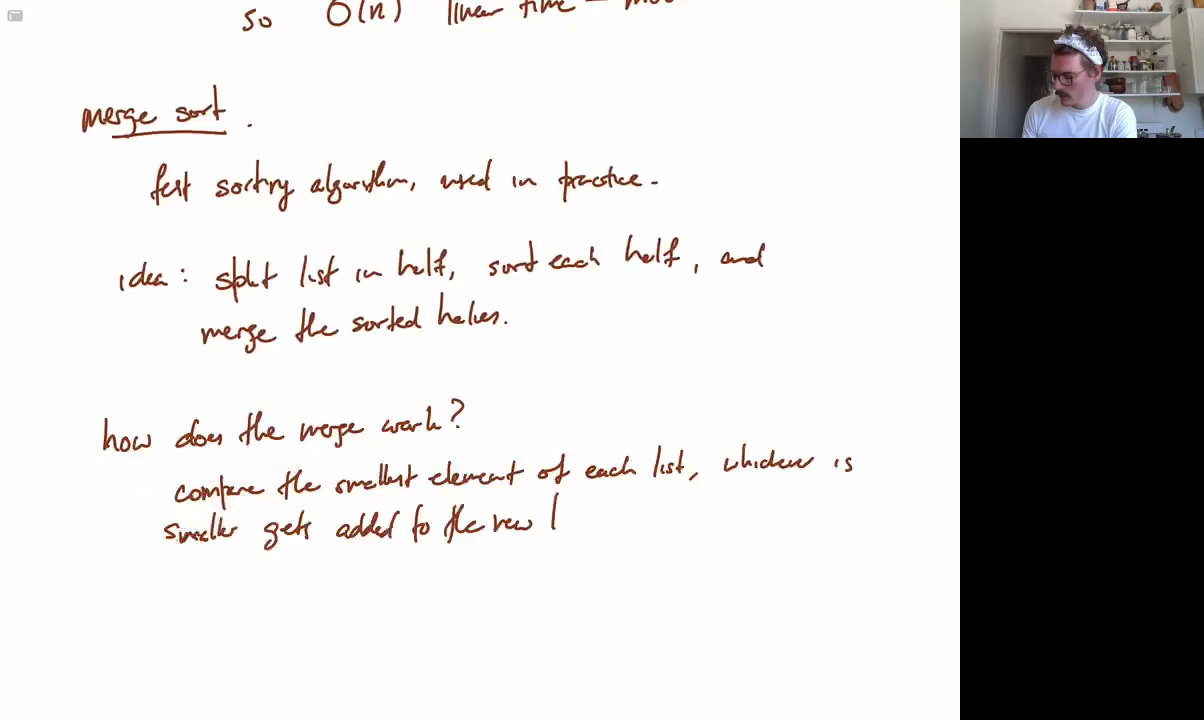 so O(n) linear time –
merge sort.
fast sorting algorithm, used in practice.
idea: split list in half, sort each half, and
merge the sorted halves.
how does the merge work?
compare the smallest element of each list, whichever is
smaller gets added to the new l